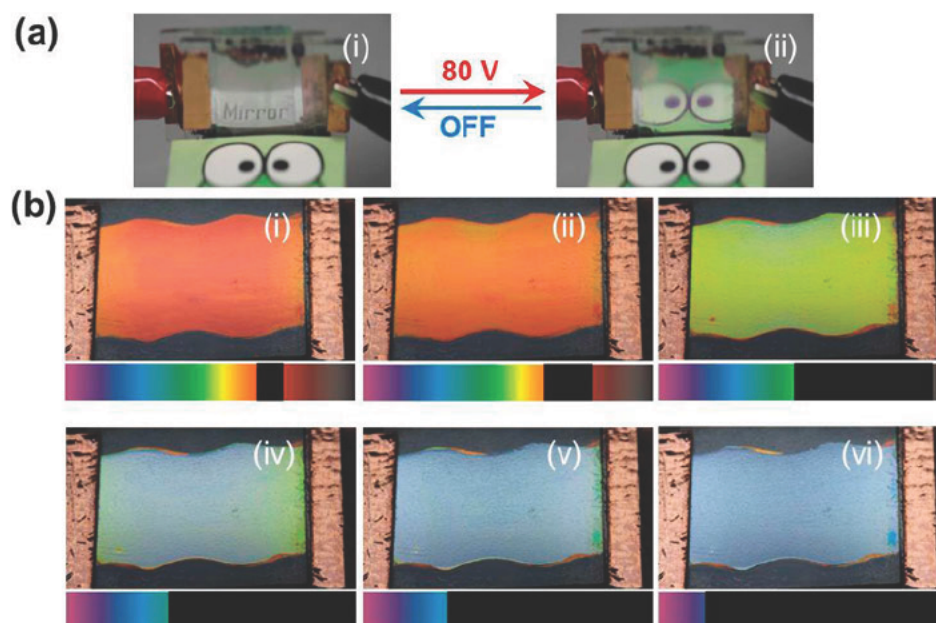 (a)
(i)
80 V
OFF
(ii)
Mirror
(b)
(i)
(ii)
(iii)
(iv)
(v)
(vi)